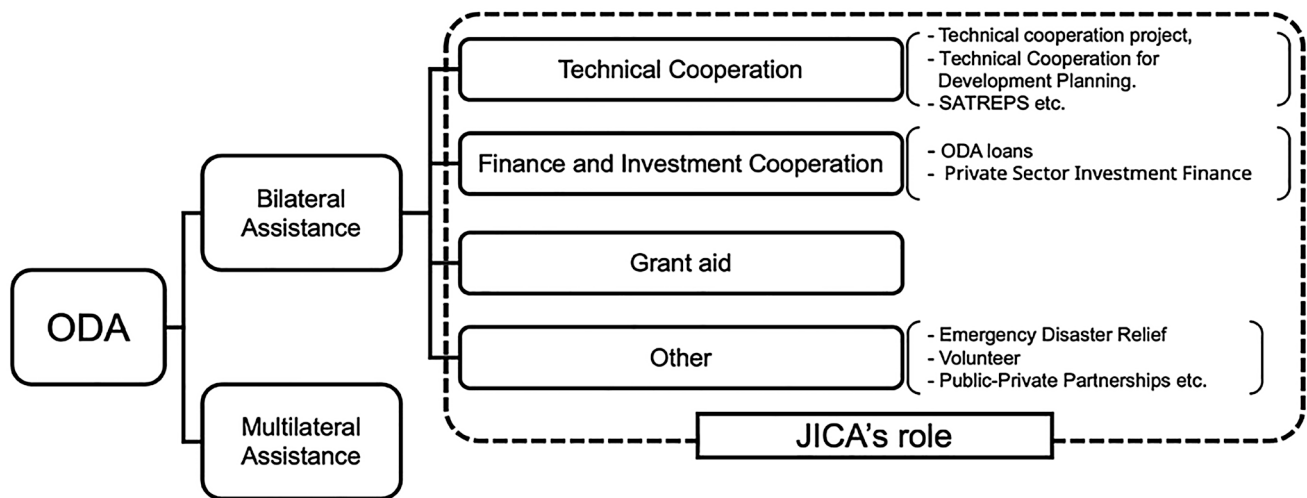 ODA
Bilateral
Assistance
Multilateral
Assistance
Technical Cooperation
- Technical cooperation project,
- Technical Cooperation for
Development Planning.
- SATREPS etc.
Finance and Investment Cooperation
- ODA loans
- Private Sector Investment Finance
Grant aid
Other
- Emergency Disaster Relief
- Volunteer
- Public-Private Partnerships etc.
JICA's role